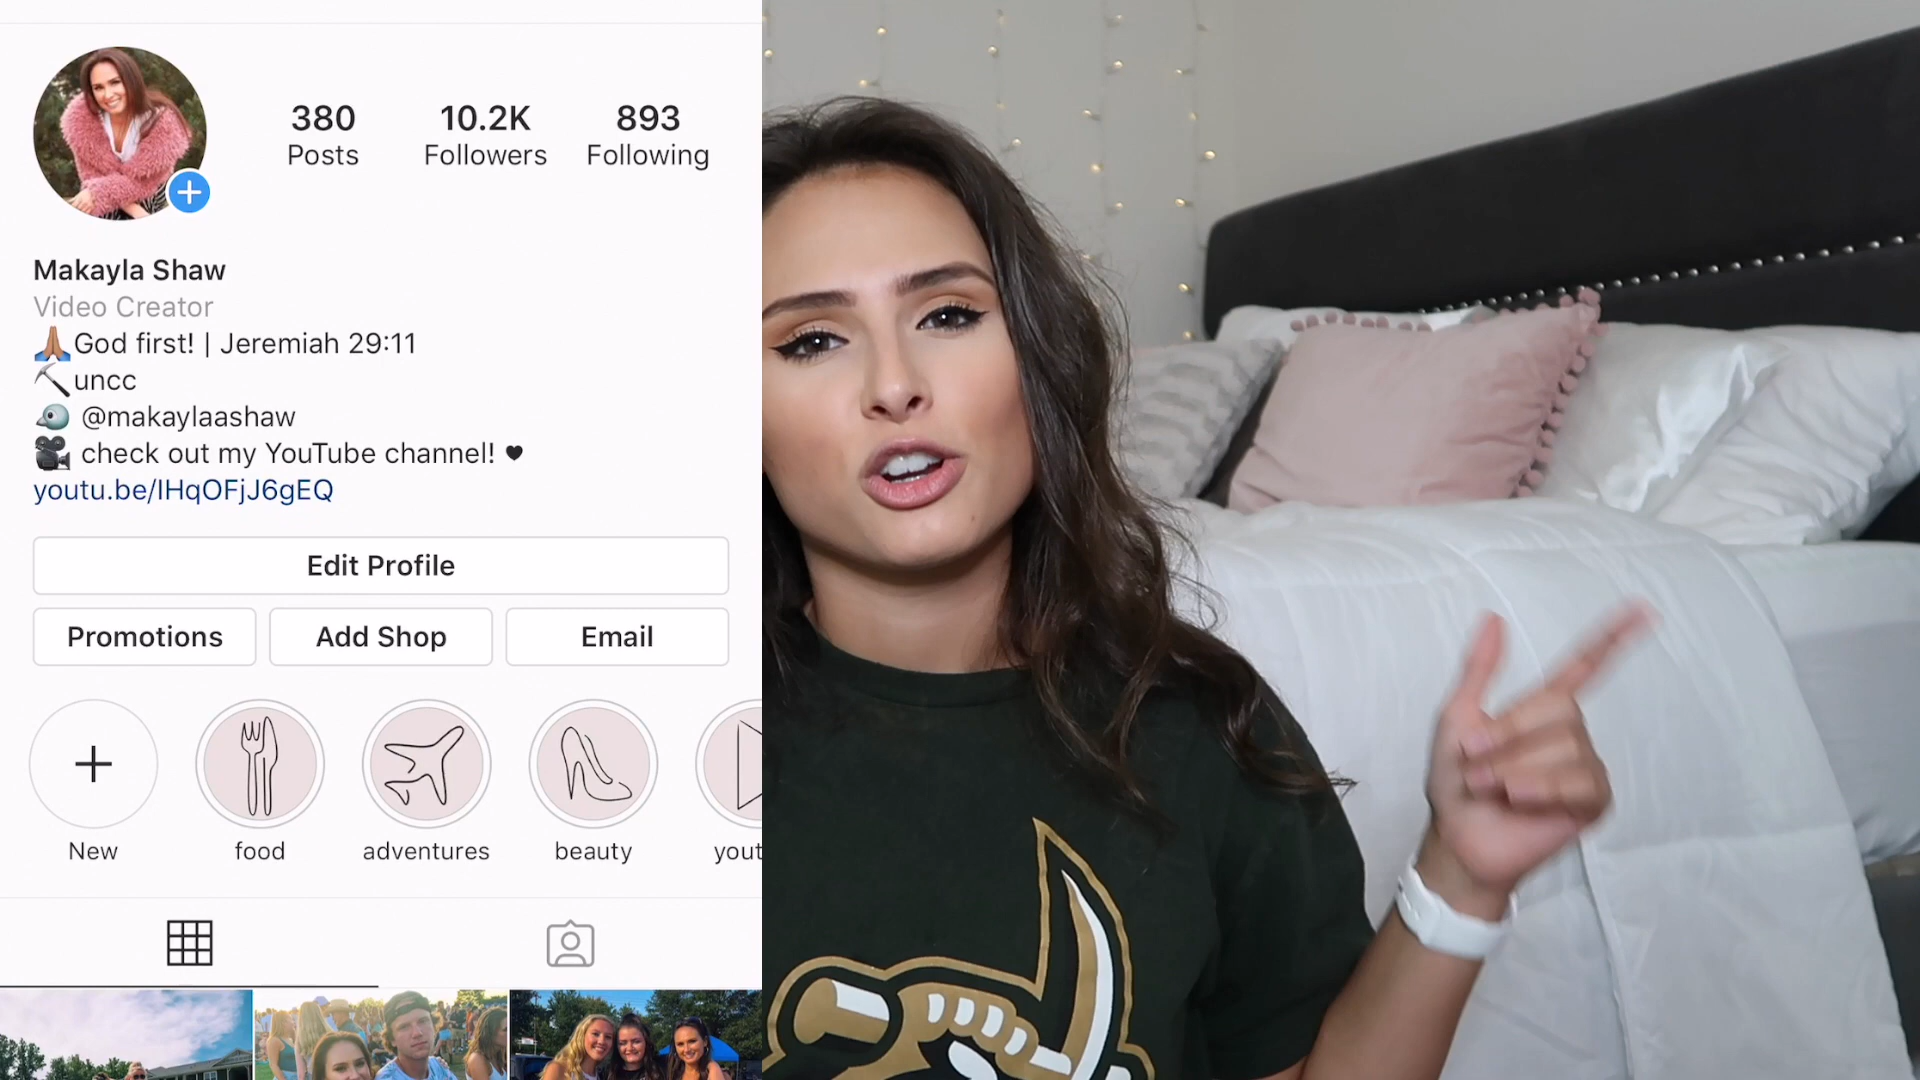 380 10.2K 893
Posts Followers Following
Makayla Shaw
Video Creator
🙏🏽God first! | Jeremiah 29:11
⛏️uncc
🐦 @makaylaashaw
🎥 check out my YouTube channel! ♥
youtu.be/lHqOFjJ6gEQ
Edit Profile
Promotions Add Shop Email
New food adventures beauty yout